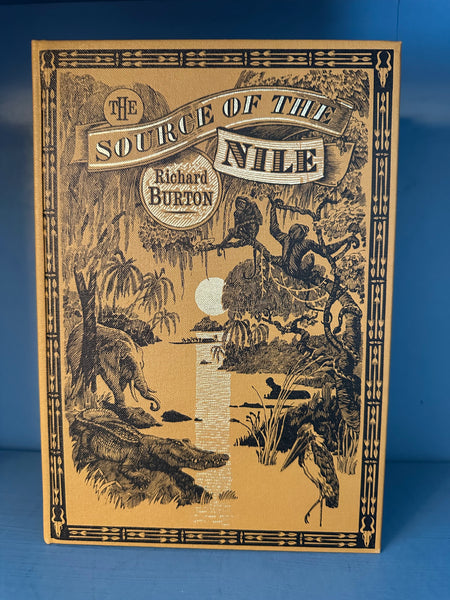 THE
SOURCE OF THE
NILE
Richard
BURTON